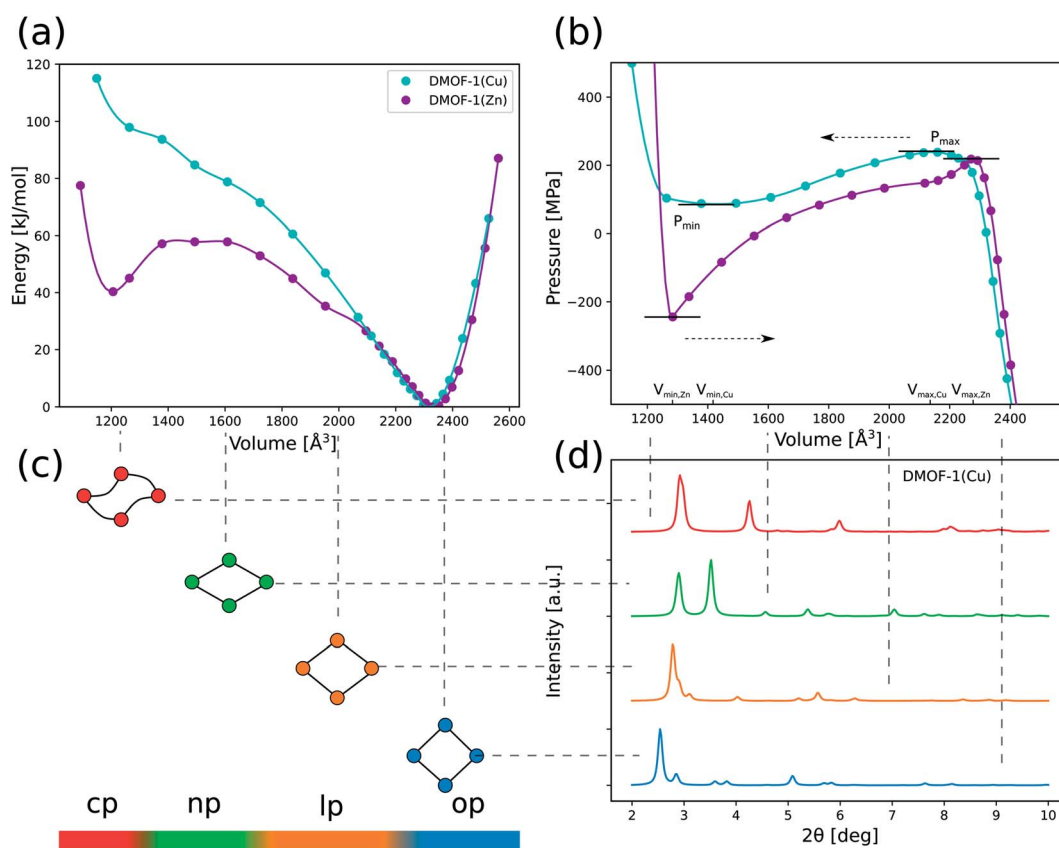 (a)
120
100
80
60
40
20
0
Energy [kJ/mol]
DMOF-1(Cu)
DMOF-1(Zn)
1200 1400 1600 1800 2000 2200 2400 2600
Volume [Å³]
(b)
400
200
0
−200
−400
Pressure [MPa]
P_max
P_min
V_min,Zn V_min,Cu V_max,Cu V_max,Zn
1200 1400 1600 1800 2000 2200 2400
Volume [Å³]
(c)
cp np lp op
(d)
DMOF-1(Cu)
Intensity [a.u.]
2 3 4 5 6 7 8 9 10
2θ [deg]